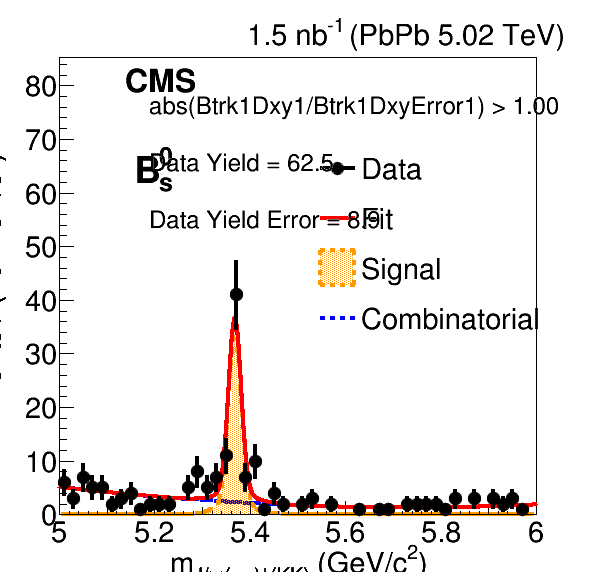 1.5 nb-1 (PbPb 5.02 TeV)
CMS
abs(Btrk1Dxy1/Btrk1DxyError1) > 1.00
B0s
Data Yield = 62.5
Data Yield Error = 8.9
Data
Fit
Signal
Combinatorial
80
70
60
50
40
30
20
10
0
5 5.2 5.4 5.6 5.8 6
(GeV/c2)